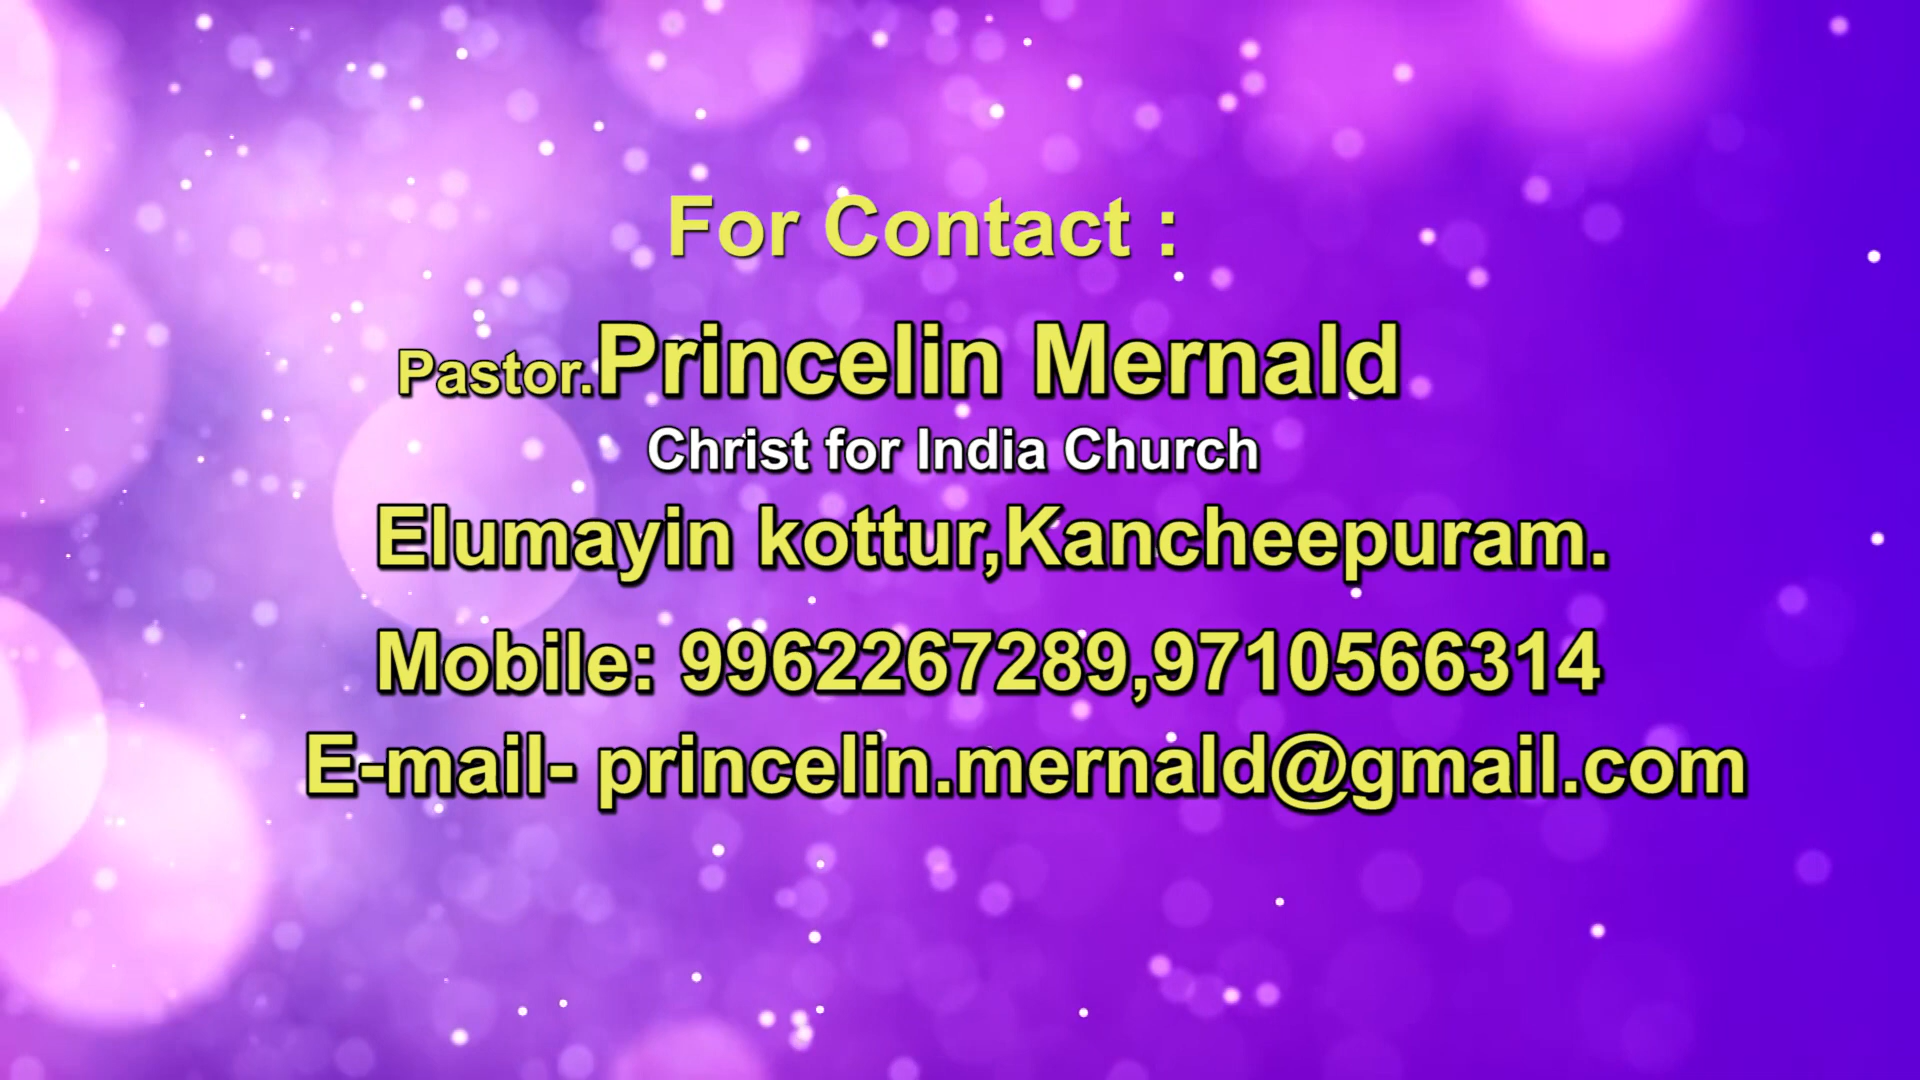 For Contact :
Pastor.Princelin Mernald
Christ for India Church
Elumayin kottur,Kancheepuram.
Mobile: 9962267289,9710566314
E-mail- princelin.mernald@gmail.com